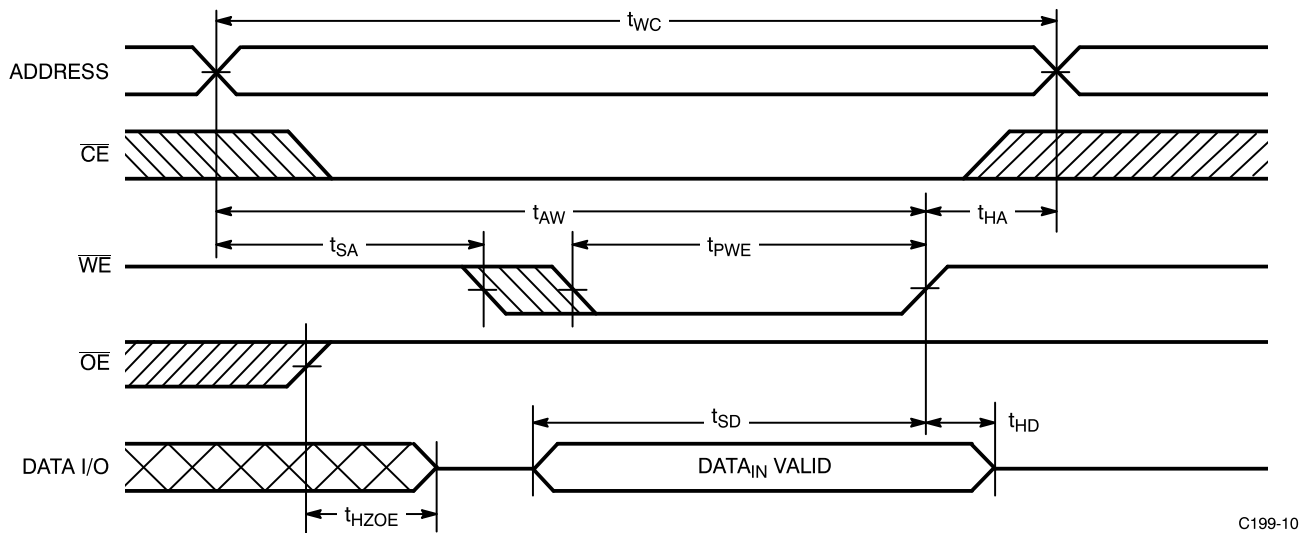 tWC
ADDRESS
CE
tAW
tHA
tSA
tPWE
WE
OE
tSD
tHD
DATA I/O
DATAIN VALID
tHZOE
C199-10